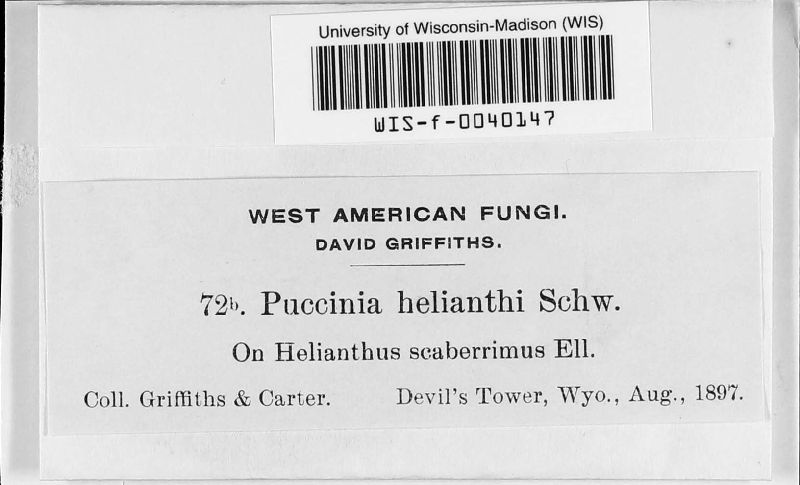 University of Wisconsin-Madison (WIS)
WIS-f-0040147
WEST AMERICAN FUNGI.
DAVID GRIFFITHS.
72b. Puccinia helianthi Schw.
On Helianthus scaberrimus Ell.
Coll. Griffiths & Carter. Devil's Tower, Wyo., Aug., 1897.